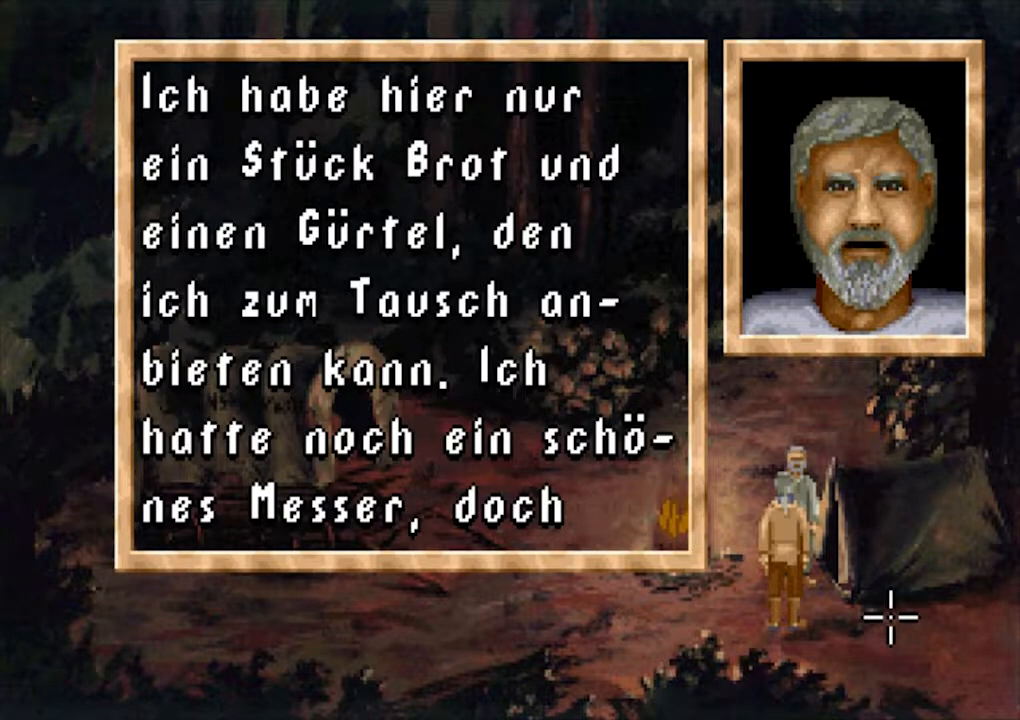 Ich habe hier nur
ein Stück Brot und
einen Gürtel, den
ich zum Tausch an-
bieten kann. Ich
hatte noch ein schö-
nes Messer, doch